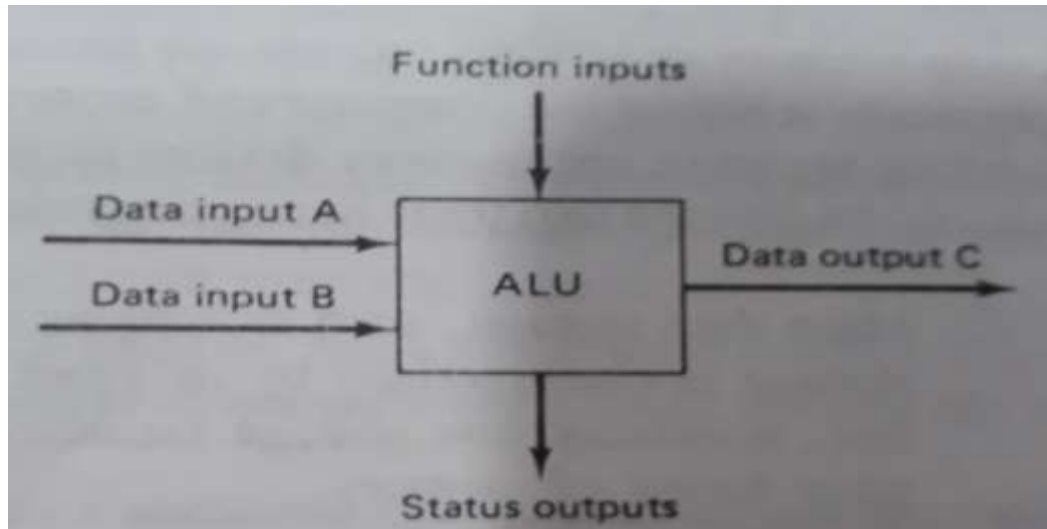 Function inputs
Data input A
Data input B
ALU
Data output C
Status outputs